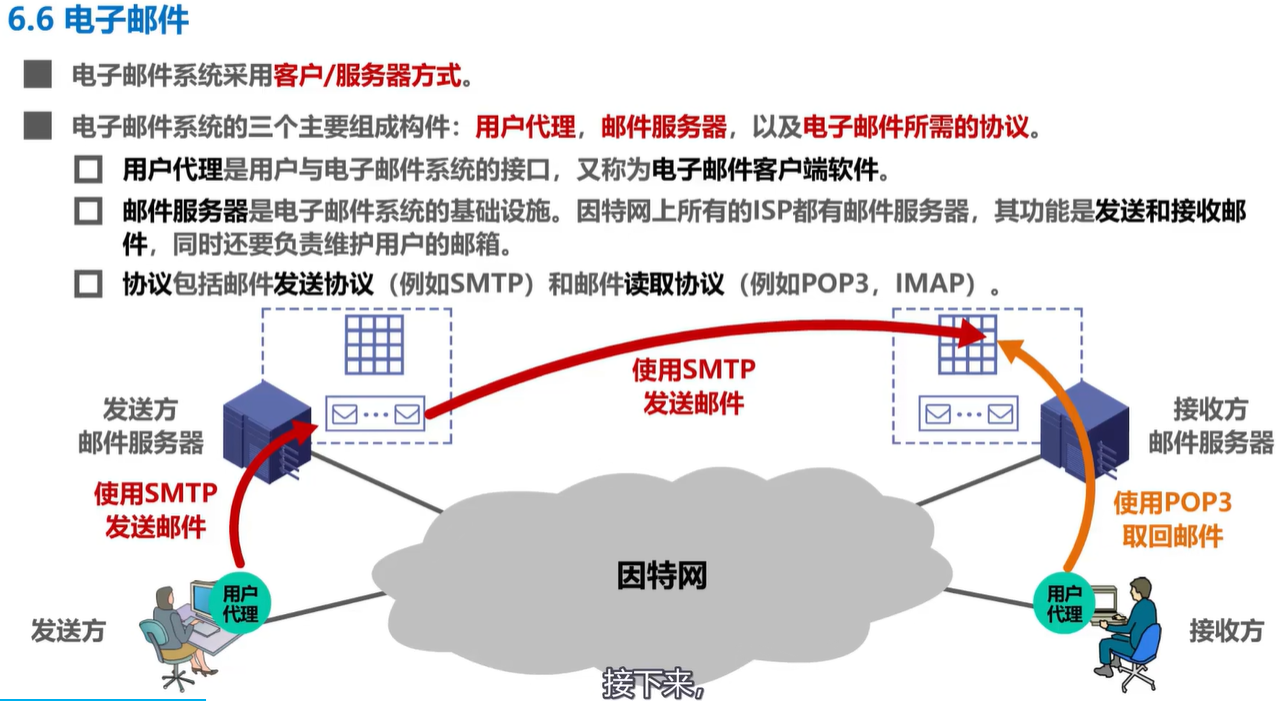 6.6 电子邮件
电子邮件系统采用客户/服务器方式。
电子邮件系统的三个主要组成构件：用户代理，邮件服务器，以及电子邮件所需的协议。
用户代理是用户与电子邮件系统的接口，又称为电子邮件客户端软件。
邮件服务器是电子邮件系统的基础设施。因特网上所有的ISP都有邮件服务器，其功能是发送和接收邮
件，同时还要负责维护用户的邮箱。
协议包括邮件发送协议（例如SMTP）和邮件读取协议（例如POP3，IMAP）。
使用SMTP
发送邮件
发送方
邮件服务器
接收方
邮件服务器
使用SMTP
发送邮件
使用POP3
取回邮件
因特网
用户
代理
用户
代理
发送方
接收方
接下来,